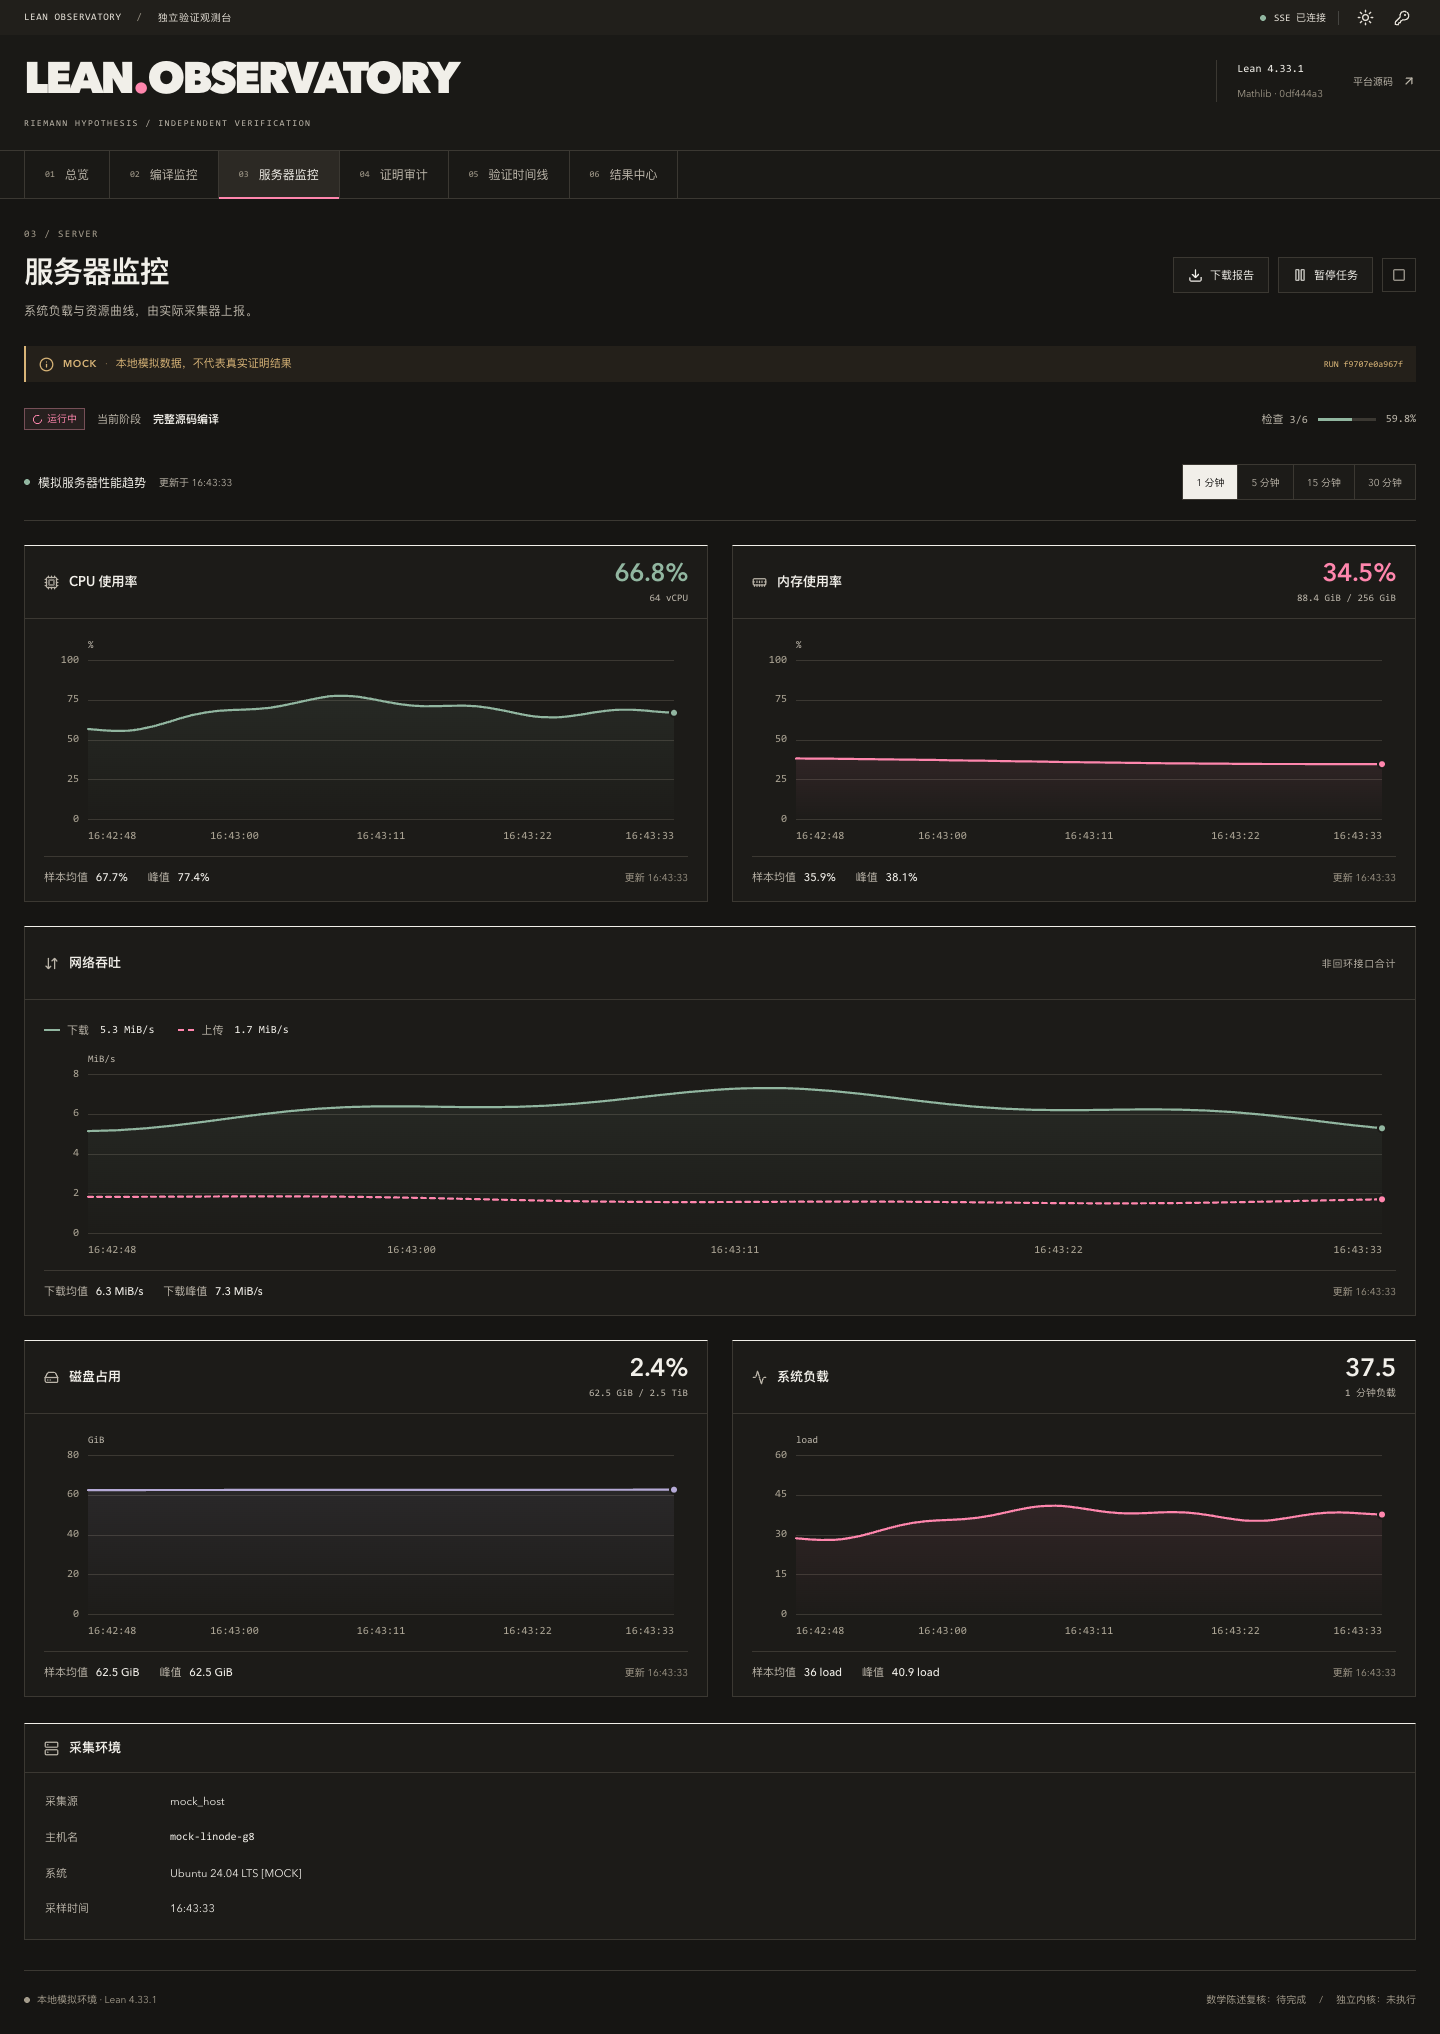 LEAN OBSERVATORY / 独立验证观测台
SSE 已连接
LEAN.OBSERVATORY
RIEMANN HYPOTHESIS / INDEPENDENT VERIFICATION
Lean 4.33.1
Mathlib · 0df444a3
平台源码
01 总览 02 编译监控 03 服务器监控 04 证明审计 05 验证时间线 06 结果中心
03 / SERVER
服务器监控
系统负载与资源曲线，由实际采集器上报。
下载报告 暂停任务
MOCK · 本地模拟数据，不代表真实证明结果
RUN f9707e0a967f
运行中 当前阶段 完整源码编译
检查 3/6 59.8%
模拟服务器性能趋势 更新于 16:43:33
1 分钟 5 分钟 15 分钟 30 分钟
CPU 使用率
66.8%
64 vCPU
%
100
75
50
25
0
16:42:48 16:43:00 16:43:11 16:43:22 16:43:33
样本均值 67.7% 峰值 77.4% 更新 16:43:33
内存使用率
34.5%
88.4 GiB / 256 GiB
%
100
75
50
25
0
16:42:48 16:43:00 16:43:11 16:43:22 16:43:33
样本均值 35.9% 峰值 38.1% 更新 16:43:33
网络吞吐
非回环接口合计
下载 5.3 MiB/s 上传 1.7 MiB/s
MiB/s
8
6
4
2
0
16:42:48 16:43:00 16:43:11 16:43:22 16:43:33
下载均值 6.3 MiB/s 下载峰值 7.3 MiB/s 更新 16:43:33
磁盘占用
2.4%
62.5 GiB / 2.5 TiB
GiB
80
60
40
20
0
16:42:48 16:43:00 16:43:11 16:43:22 16:43:33
样本均值 62.5 GiB 峰值 62.5 GiB 更新 16:43:33
系统负载
37.5
1 分钟负载
load
60
45
30
15
0
16:42:48 16:43:00 16:43:11 16:43:22 16:43:33
样本均值 36 load 峰值 40.9 load 更新 16:43:33
采集环境
采集源 mock_host
主机名 mock-linode-g8
系统 Ubuntu 24.04 LTS [MOCK]
采样时间 16:43:33
本地模拟环境 · Lean 4.33.1
数学陈述复核：待完成 / 独立内核：未执行